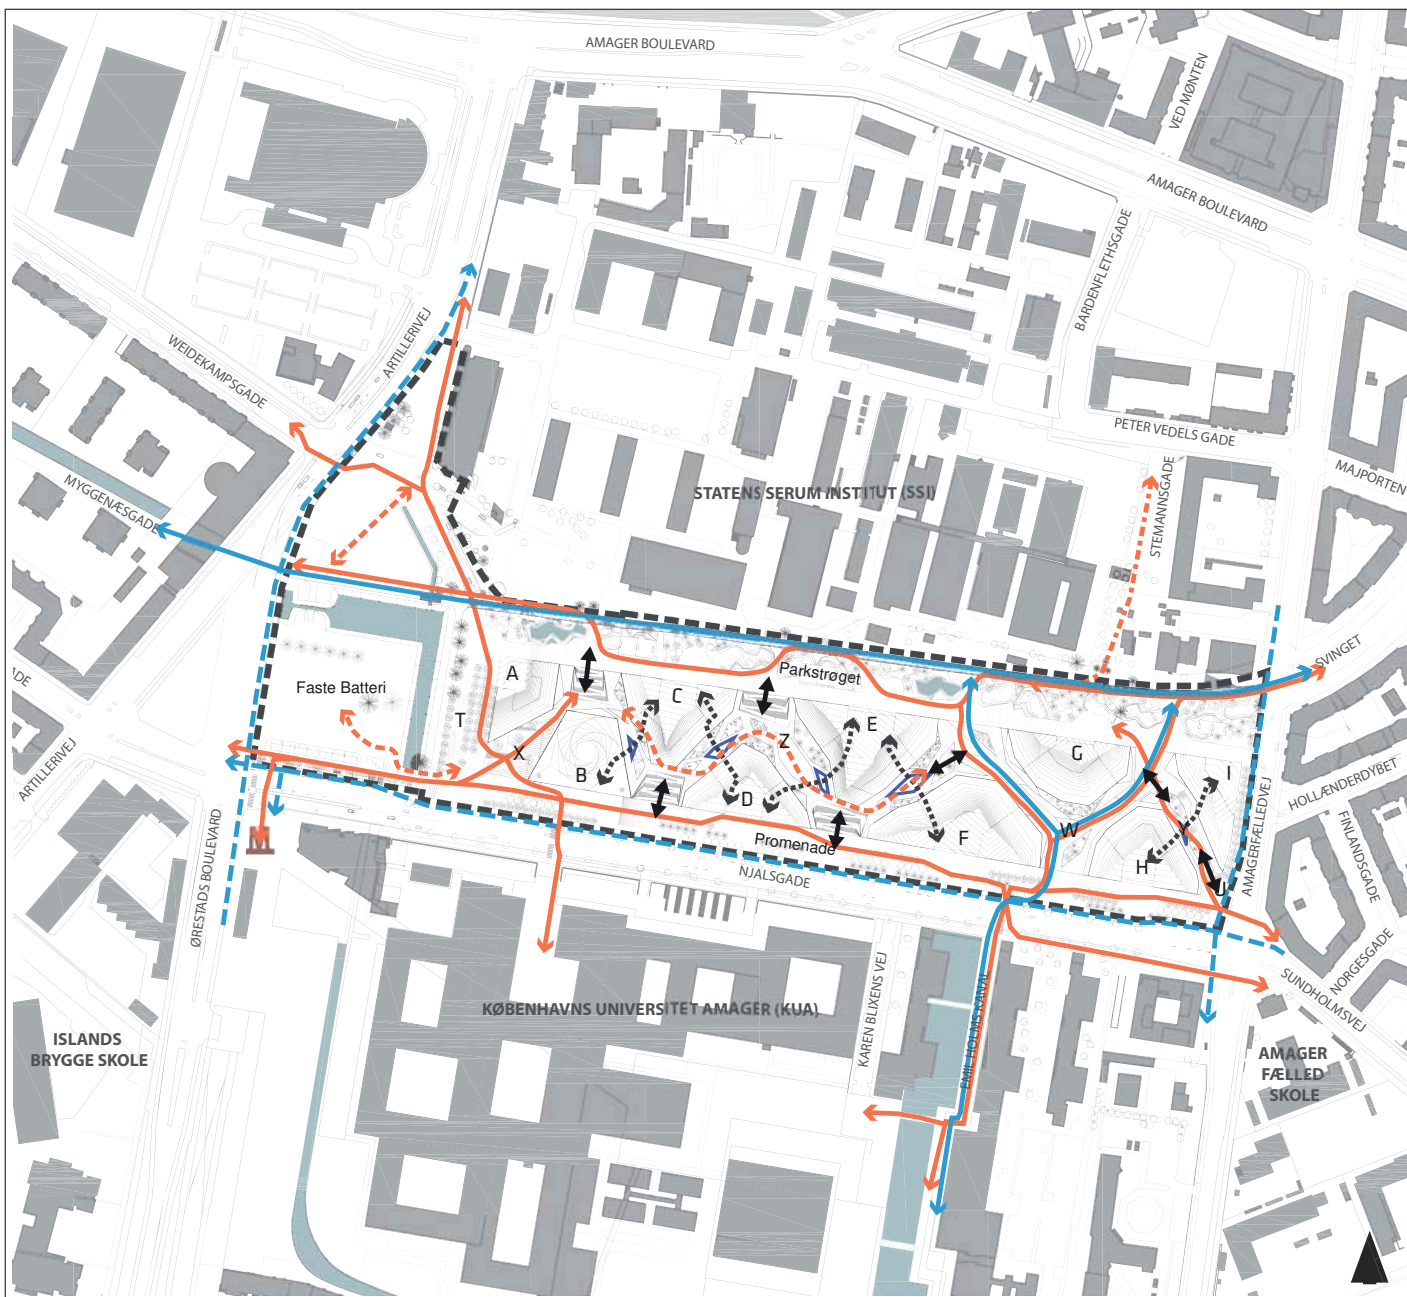 AMAGER BOULEVARD
VED MØNTEN
AMAGER BOULEVARD
BARDENFLETHSGADE
ARTILLERIVEJ
WEIDEKAMPSGADE
PETER VEDELS GADE
MAJPORTEN
MYGGENÆSGADE
STATENS SERUM INSTITUT (SSI)
STEMANNSGADE
SVINGET
Parkstrøget
A
C
Faste Batteri
T
E
Z
X
B
G
I
D
F
W
Y
H
U
Promenade
ADE
ARTILLERIVEJ
HOLLÆNDERDYBET
FINLANDSGADE
AMAGERFÆLLEDVEJ
M
NJALSGADE
ØRESTADS BOULEVARD
NORGESGADE
SUNDHOLMSVEJ
KAREN BLIXENS VEJ
EMIL HOLMS KANAL
KØBENHAVNS UNIVERSITET AMAGER (KUA)
ISLANDS
BRYGGE SKOLE
AMAGER
FÆLLED
SKOLE